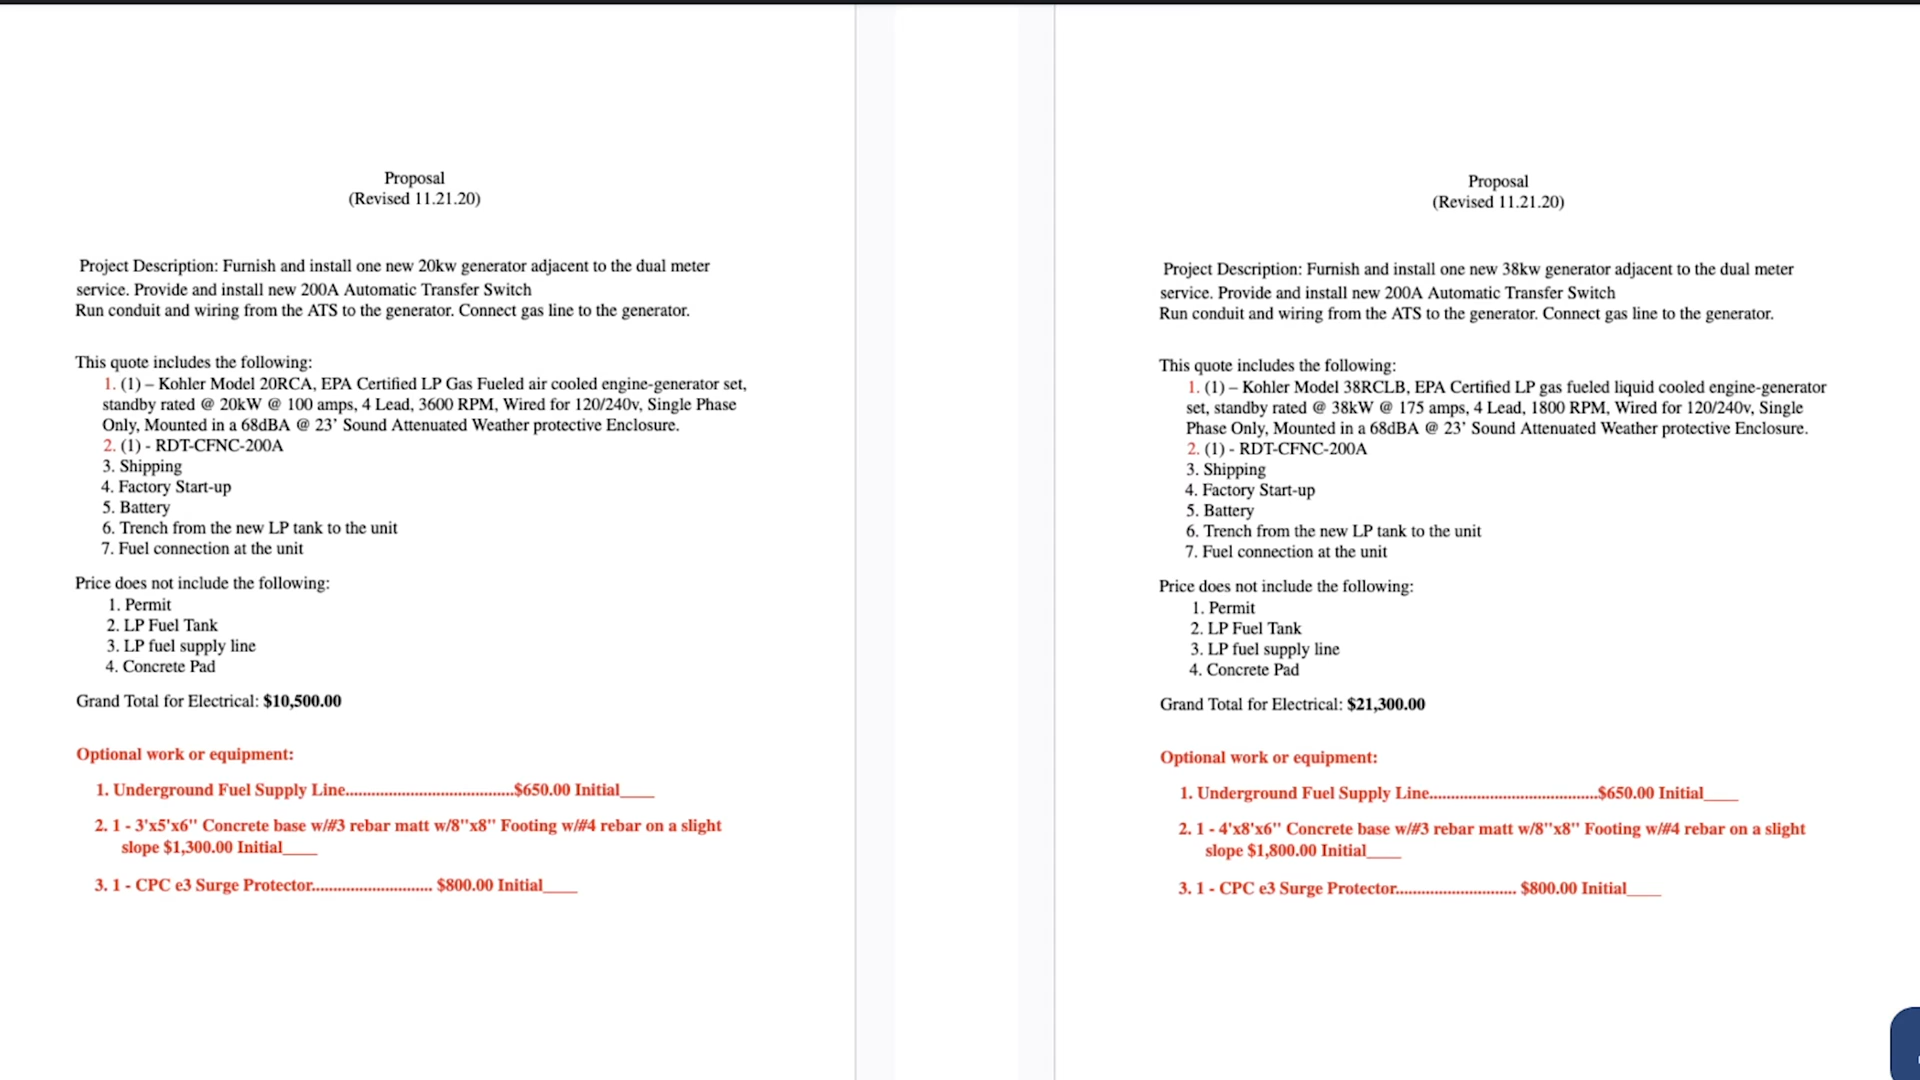 Proposal
(Revised 11.21.20)
Project Description: Furnish and install one new 20kw generator adjacent to the dual meter
service. Provide and install new 200A Automatic Transfer Switch
Run conduit and wiring from the ATS to the generator. Connect gas line to the generator.
This quote includes the following:
1. (1) – Kohler Model 20RCA, EPA Certified LP Gas Fueled air cooled engine-generator set,
standby rated @ 20kW @ 100 amps, 4 Lead, 3600 RPM, Wired for 120/240v, Single Phase
Only, Mounted in a 68dBA @ 23’ Sound Attenuated Weather protective Enclosure.
2. (1) - RDT-CFNC-200A
3. Shipping
4. Factory Start-up
5. Battery
6. Trench from the new LP tank to the unit
7. Fuel connection at the unit
Price does not include the following:
1. Permit
2. LP Fuel Tank
3. LP fuel supply line
4. Concrete Pad
Grand Total for Electrical: $10,500.00
Optional work or equipment:
1. Underground Fuel Supply Line......................................$650.00 Initial____
2. 1 - 3'x5'x6'' Concrete base w/#3 rebar matt w/8''x8'' Footing w/#4 rebar on a slight
slope $1,300.00 Initial____
3. 1 - CPC e3 Surge Protector........................... $800.00 Initial____
Proposal
(Revised 11.21.20)
Project Description: Furnish and install one new 38kw generator adjacent to the dual meter
service. Provide and install new 200A Automatic Transfer Switch
Run conduit and wiring from the ATS to the generator. Connect gas line to the generator.
This quote includes the following:
1. (1) – Kohler Model 38RCLB, EPA Certified LP gas fueled liquid cooled engine-generator
set, standby rated @ 38kW @ 175 amps, 4 Lead, 1800 RPM, Wired for 120/240v, Single
Phase Only, Mounted in a 68dBA @ 23’ Sound Attenuated Weather protective Enclosure.
2. (1) - RDT-CFNC-200A
3. Shipping
4. Factory Start-up
5. Battery
6. Trench from the new LP tank to the unit
7. Fuel connection at the unit
Price does not include the following:
1. Permit
2. LP Fuel Tank
3. LP fuel supply line
4. Concrete Pad
Grand Total for Electrical: $21,300.00
Optional work or equipment:
1. Underground Fuel Supply Line......................................$650.00 Initial____
2. 1 - 4'x8'x6'' Concrete base w/#3 rebar matt w/8''x8'' Footing w/#4 rebar on a slight
slope $1,800.00 Initial____
3. 1 - CPC e3 Surge Protector........................... $800.00 Initial____